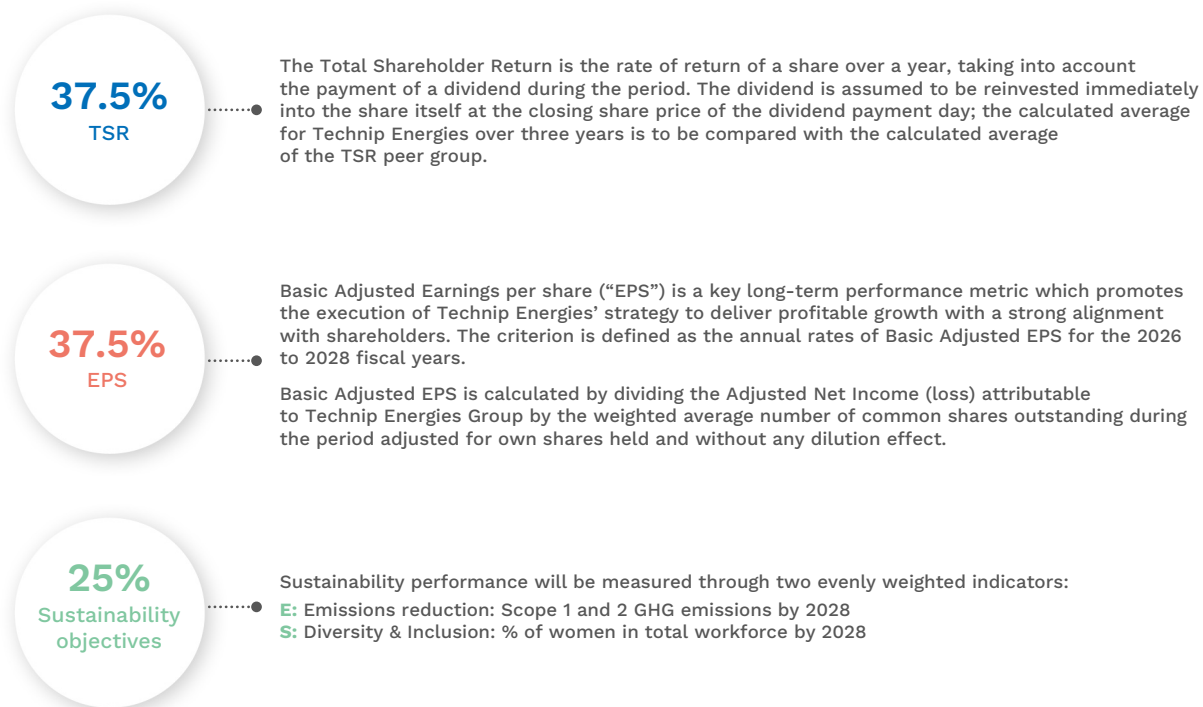 37.5%
TSR
The Total Shareholder Return is the rate of return of a share over a year, taking into account
the payment of a dividend during the period. The dividend is assumed to be reinvested immediately
into the share itself at the closing share price of the dividend payment day; the calculated average
for Technip Energies over three years is to be compared with the calculated average
of the TSR peer group.
37.5%
EPS
Basic Adjusted Earnings per share (“EPS”) is a key long-term performance metric which promotes
the execution of Technip Energies’ strategy to deliver profitable growth with a strong alignment
with shareholders. The criterion is defined as the annual rates of Basic Adjusted EPS for the 2026
to 2028 fiscal years.
Basic Adjusted EPS is calculated by dividing the Adjusted Net Income (loss) attributable
to Technip Energies Group by the weighted average number of common shares outstanding during
the period adjusted for own shares held and without any dilution effect.
25%
Sustainability
objectives
Sustainability performance will be measured through two evenly weighted indicators:
E: Emissions reduction: Scope 1 and 2 GHG emissions by 2028
S: Diversity & Inclusion: % of women in total workforce by 2028